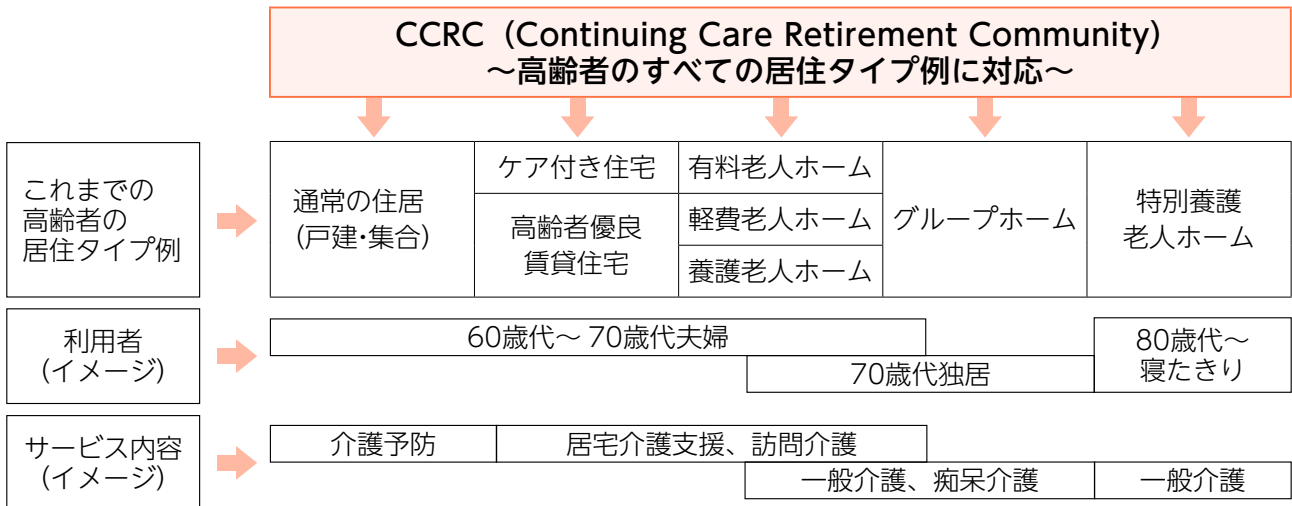 CCRC（Continuing Care Retirement Community）
～高齢者のすべての居住タイプ例に対応～
これまでの
高齢者の
居住タイプ例
通常の住居
(戸建・集合)
ケア付き住宅
高齢者優良
賃貸住宅
有料老人ホーム
軽費老人ホーム
養護老人ホーム
グループホーム
特別養護
老人ホーム
利用者
(イメージ)
60歳代～ 70歳代夫婦
70歳代独居
80歳代～
寝たきり
サービス内容
(イメージ)
介護予防
居宅介護支援、訪問介護
一般介護、痴呆介護
一般介護